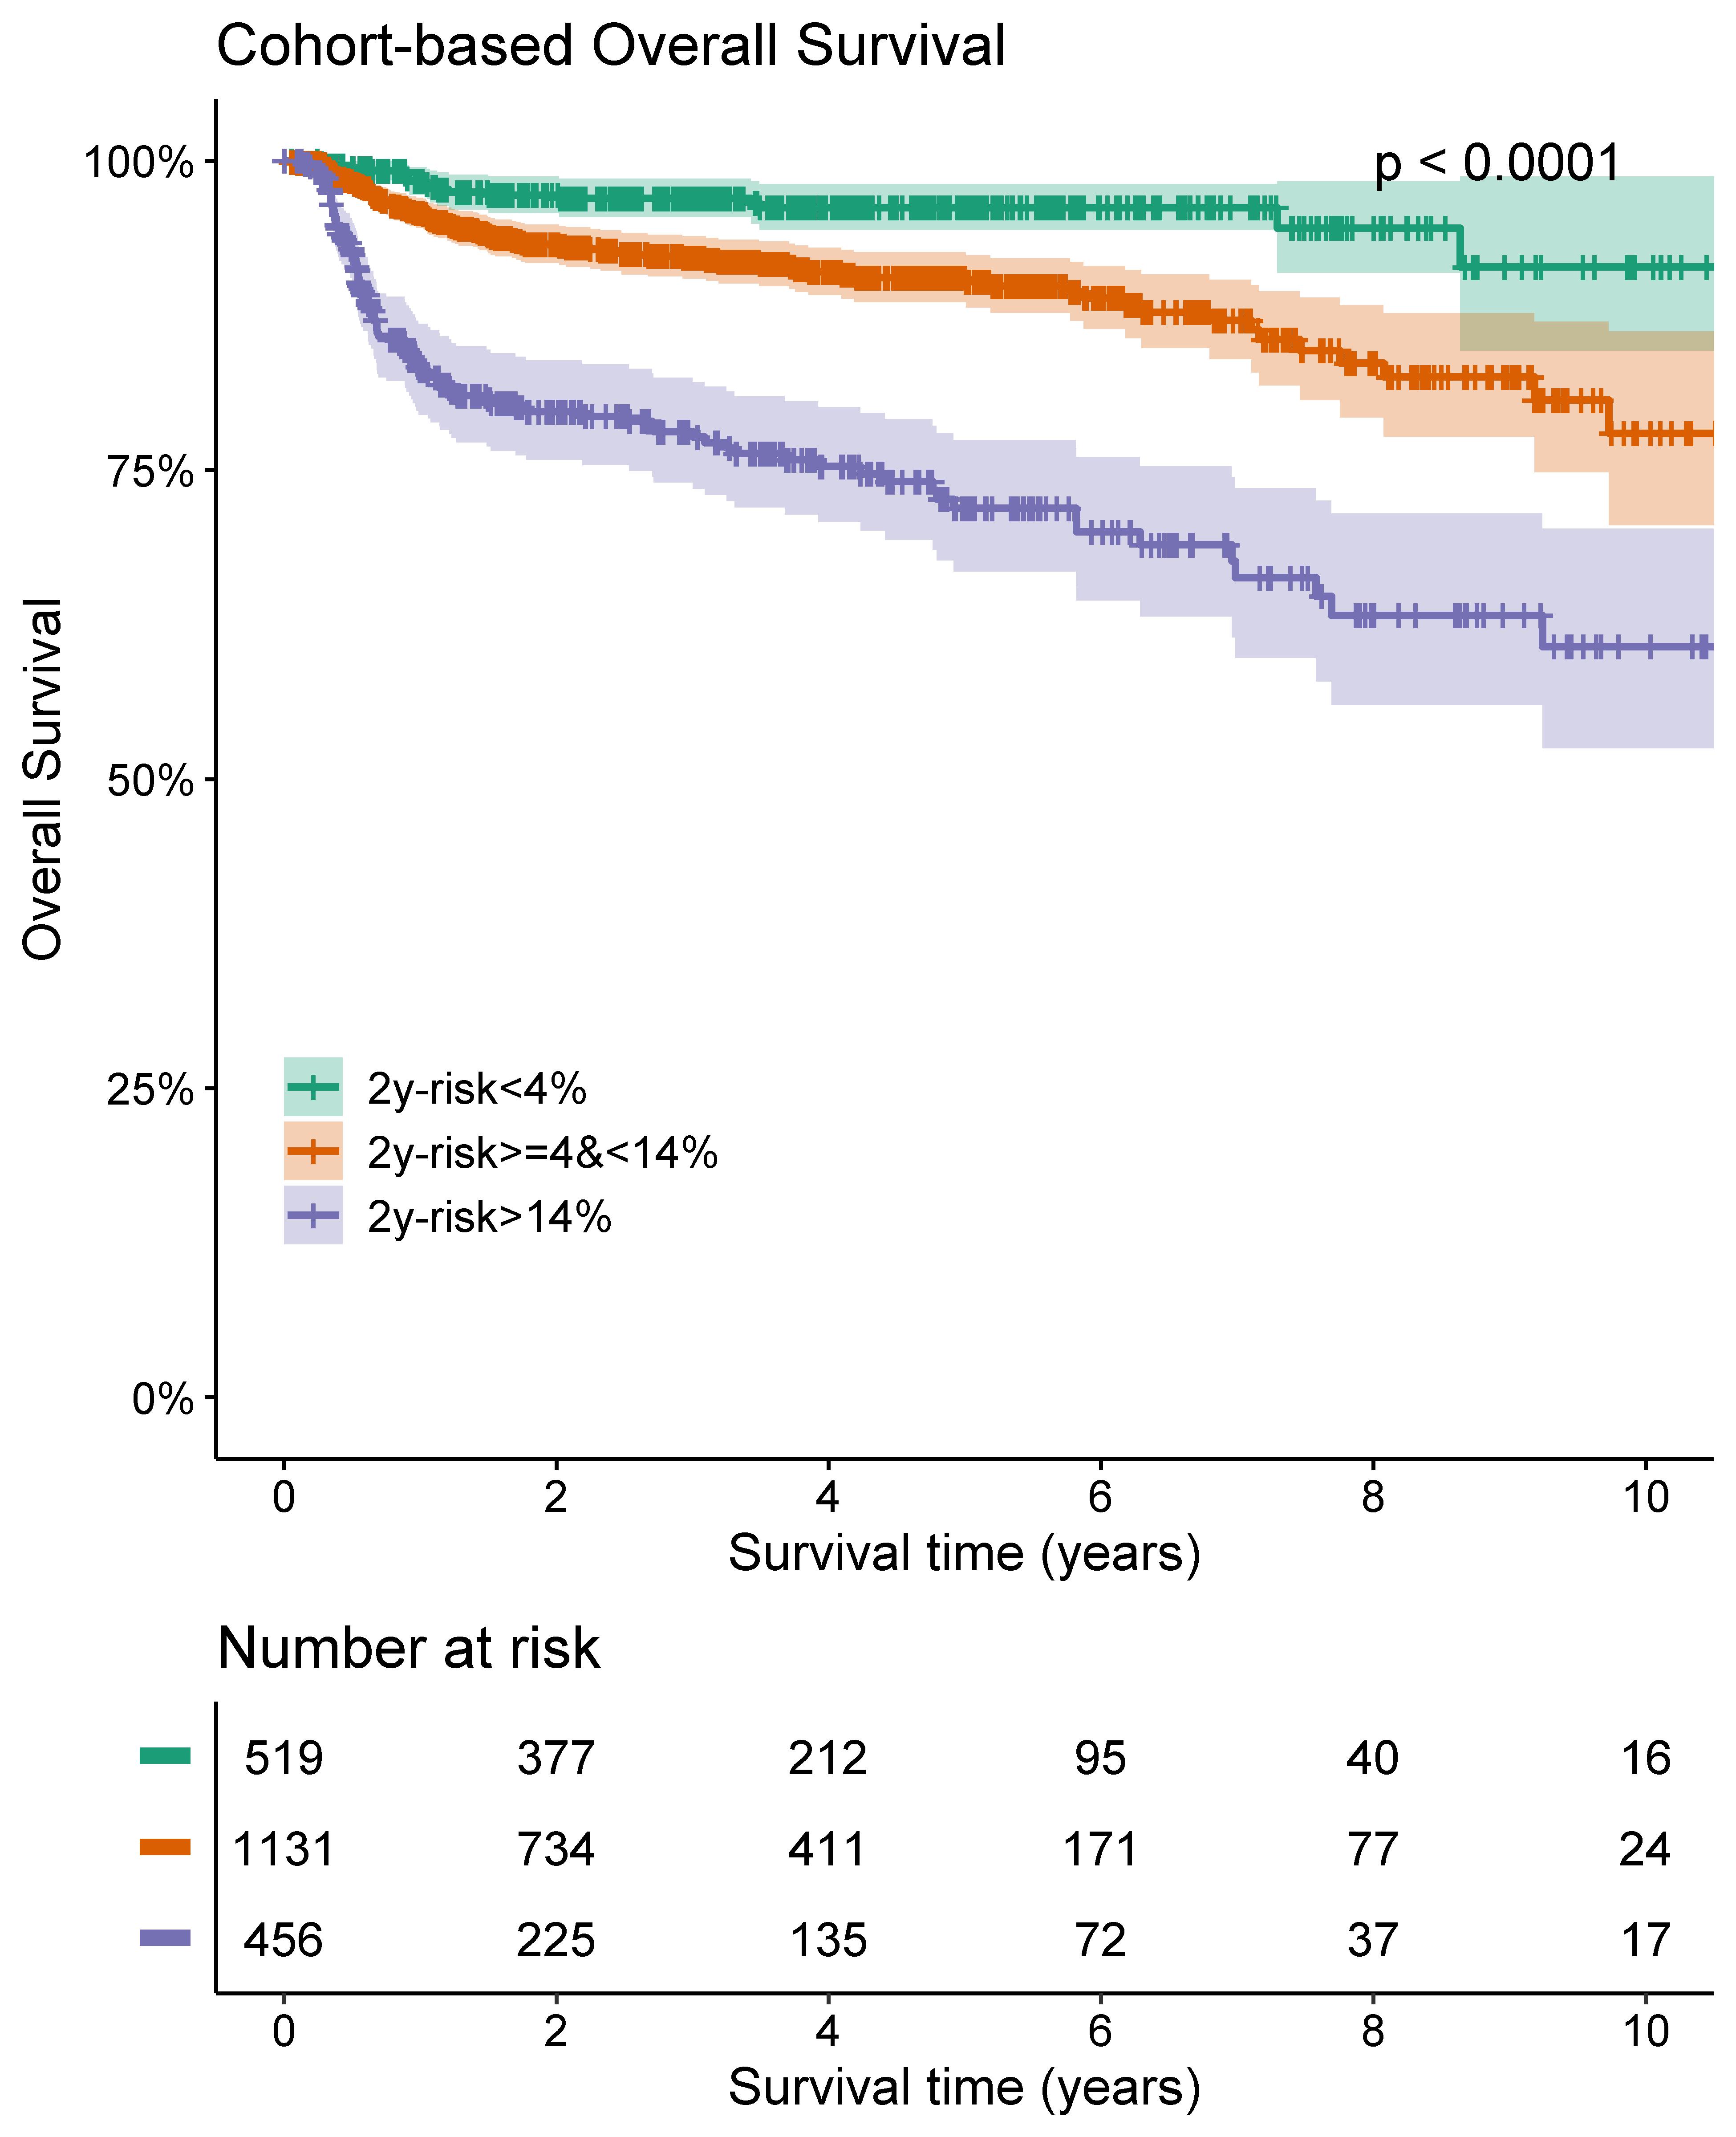 Cohort-based Overall Survival
p < 0.0001
100%
75%
50%
25%
0%
Overall Survival
2y-risk<4%
2y-risk>=4&<14%
2y-risk>14%
0 2 4 6 8 10
Survival time (years)
Number at risk
519 377 212 95 40 16
1131 734 411 171 77 24
456 225 135 72 37 17
0 2 4 6 8 10
Survival time (years)